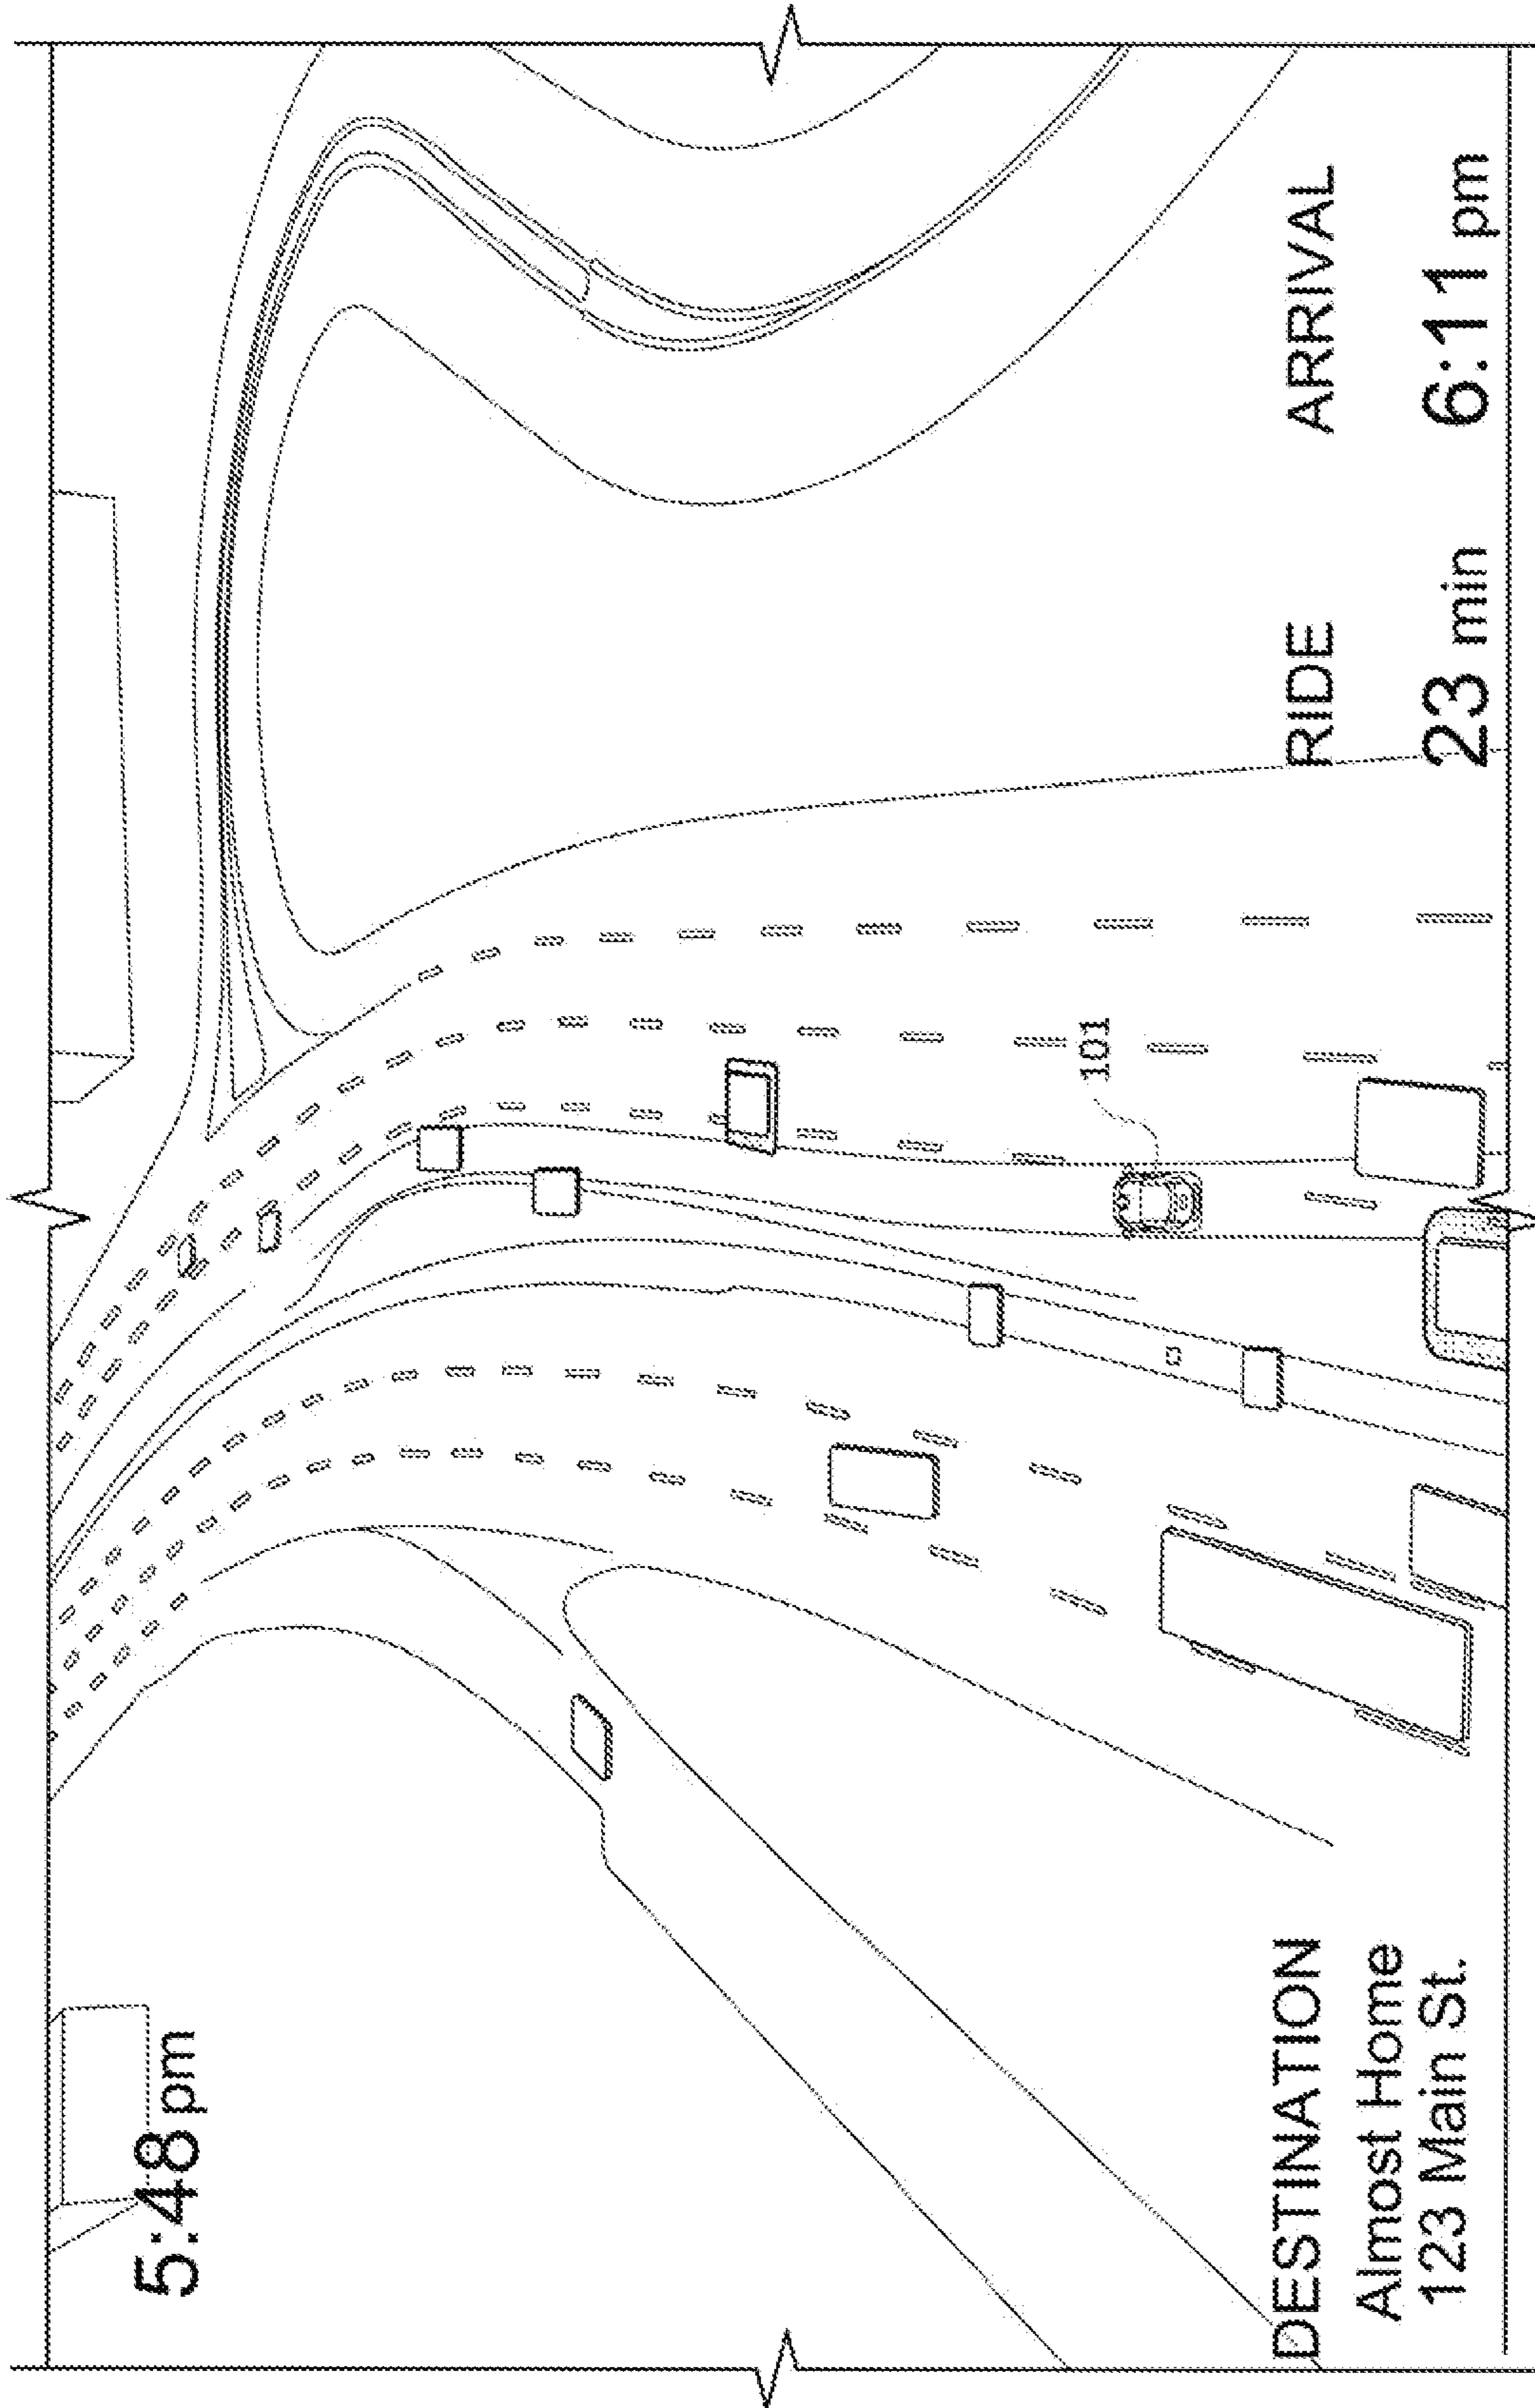 5:48 pm
101
DESTINATION
Almost Home
123 Main St.
RIDE
23 min
ARRIVAL
6:11 pm